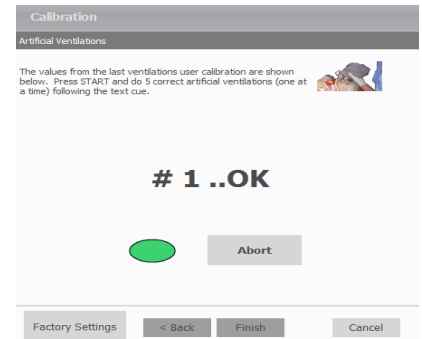 Calibration
Artificial Ventilations
The values from the last ventilations user calibration are shown
below. Press START and do 5 correct artificial ventilations (one at
a time) following the text cue.
# 1 ..OK
Abort
Factory Settings
< Back
Finish
Cancel